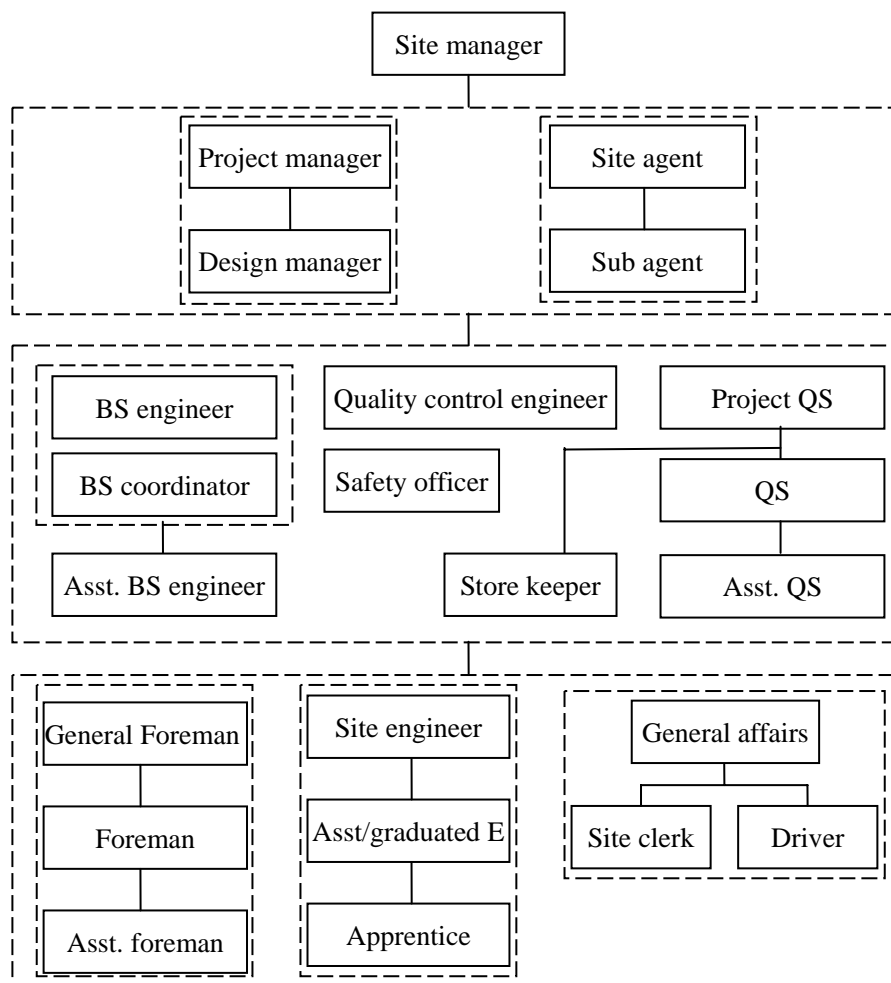 Site manager
Project manager
Site agent
Design manager
Sub agent
BS engineer
Quality control engineer
Project QS
BS coordinator
Safety officer
QS
Asst. BS engineer
Store keeper
Asst. QS
General Foreman
Site engineer
General affairs
Foreman
Asst/graduated E
Site clerk
Driver
Asst. foreman
Apprentice